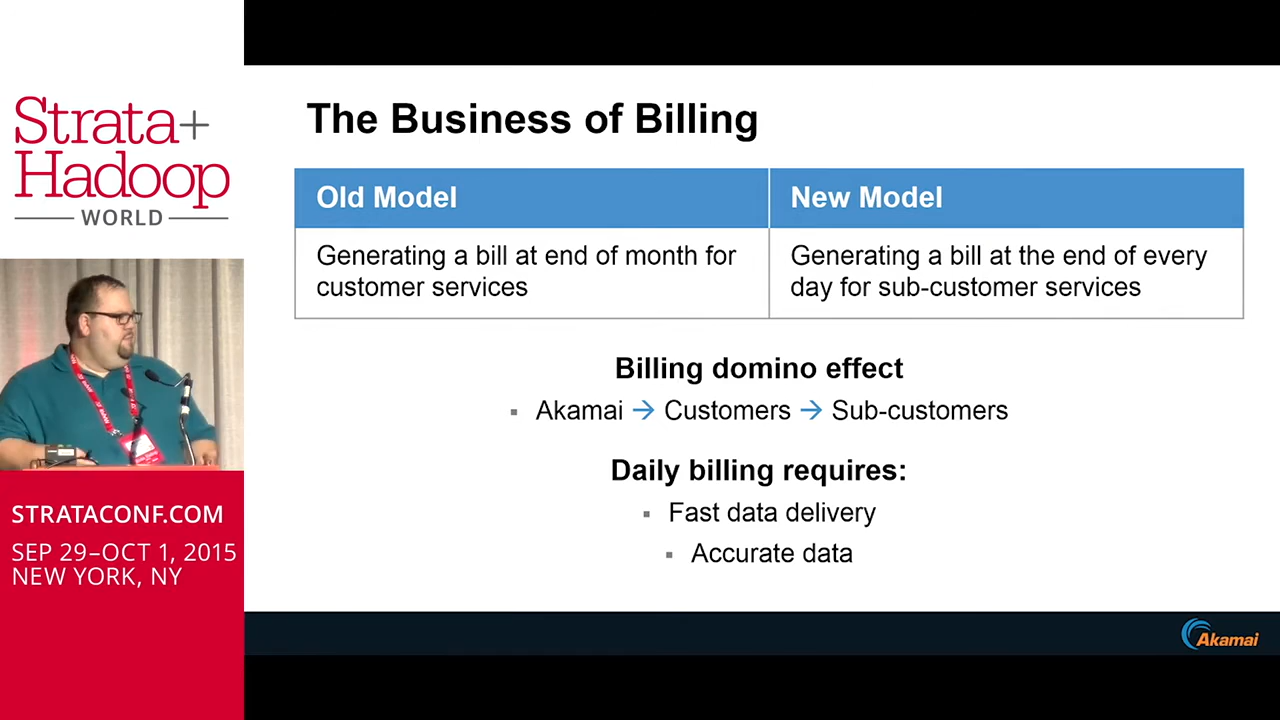 Strata+
Hadoop
WORLD
STRATACONF.COM
SEP 29–OCT 1, 2015
NEW YORK, NY
The Business of Billing
Old Model
New Model
Generating a bill at end of month for
customer services
Generating a bill at the end of every
day for sub-customer services
Billing domino effect
▪ Akamai → Customers → Sub-customers
Daily billing requires:
▪ Fast data delivery
▪ Accurate data
Akamai